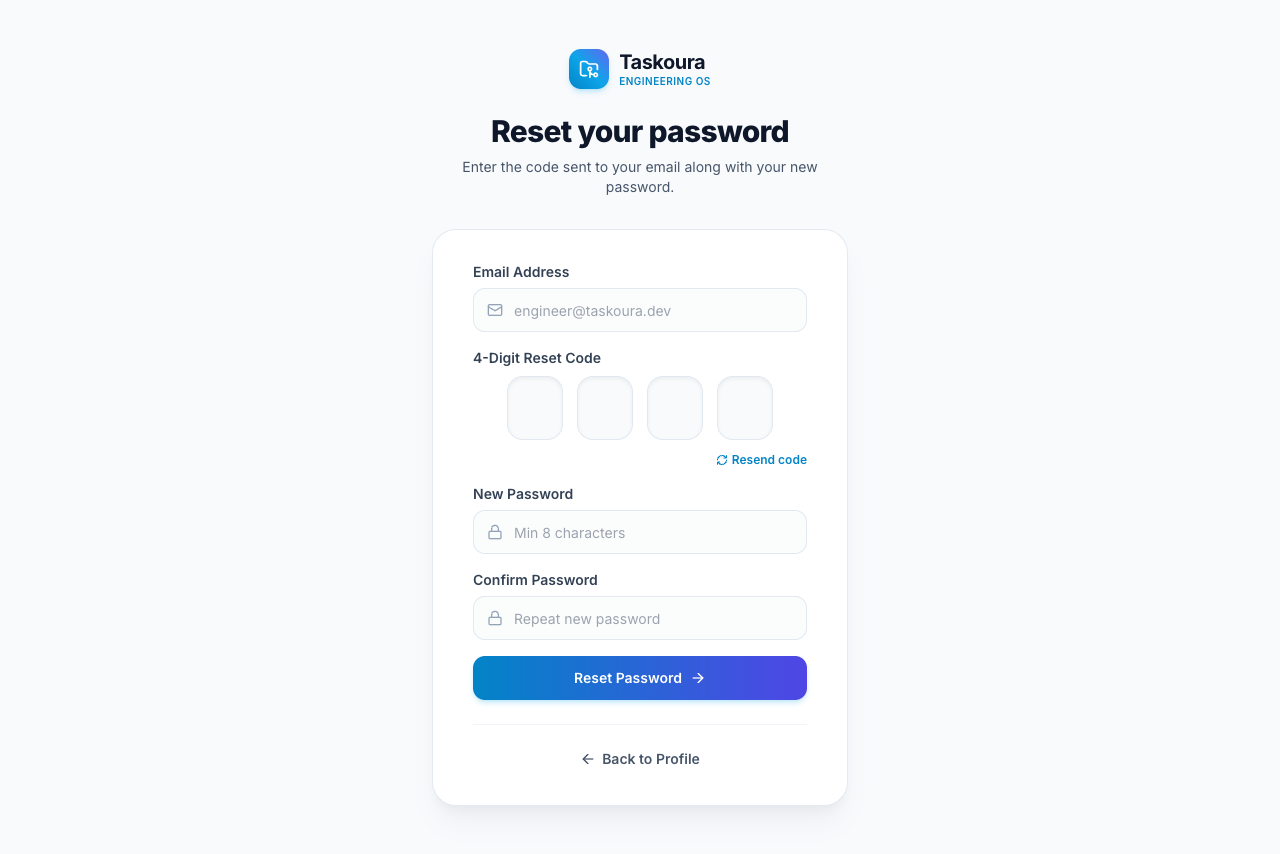 Taskoura
ENGINEERING OS
Reset your password
Enter the code sent to your email along with your new
password.
Email Address
engineer@taskoura.dev
4-Digit Reset Code
Resend code
New Password
Min 8 characters
Confirm Password
Repeat new password
Reset Password
Back to Profile